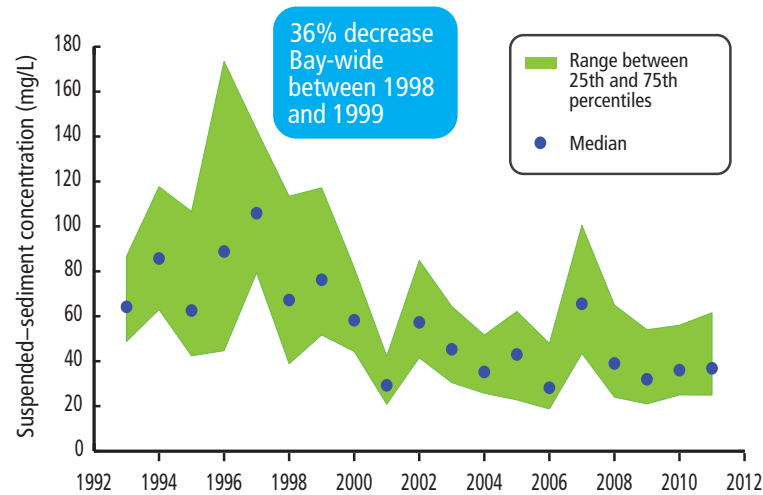 36% decrease
Bay-wide
between 1998
and 1999
Range between
25th and 75th
percentiles
Median
Suspended–sediment concentration (mg/L)
180
160
140
120
100
80
60
40
20
0
1992 1994 1996 1998 2000 2002 2004 2006 2008 2010 2012